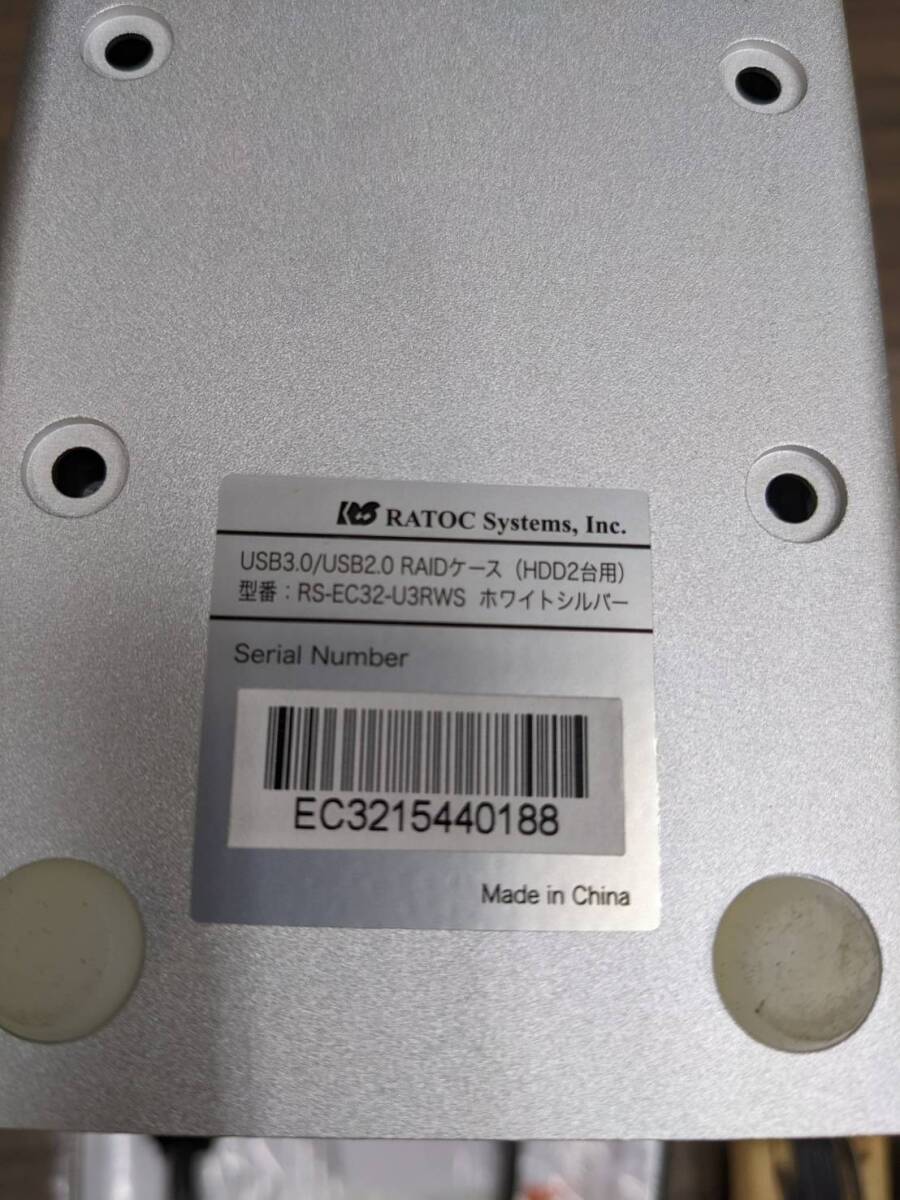 RATOC Systems, Inc.
USB3.0/USB2.0 RAIDケース（HDD2台用）
型番：RS-EC32-U3RWS ホワイトシルバー
Serial Number
EC3215440188
Made in China